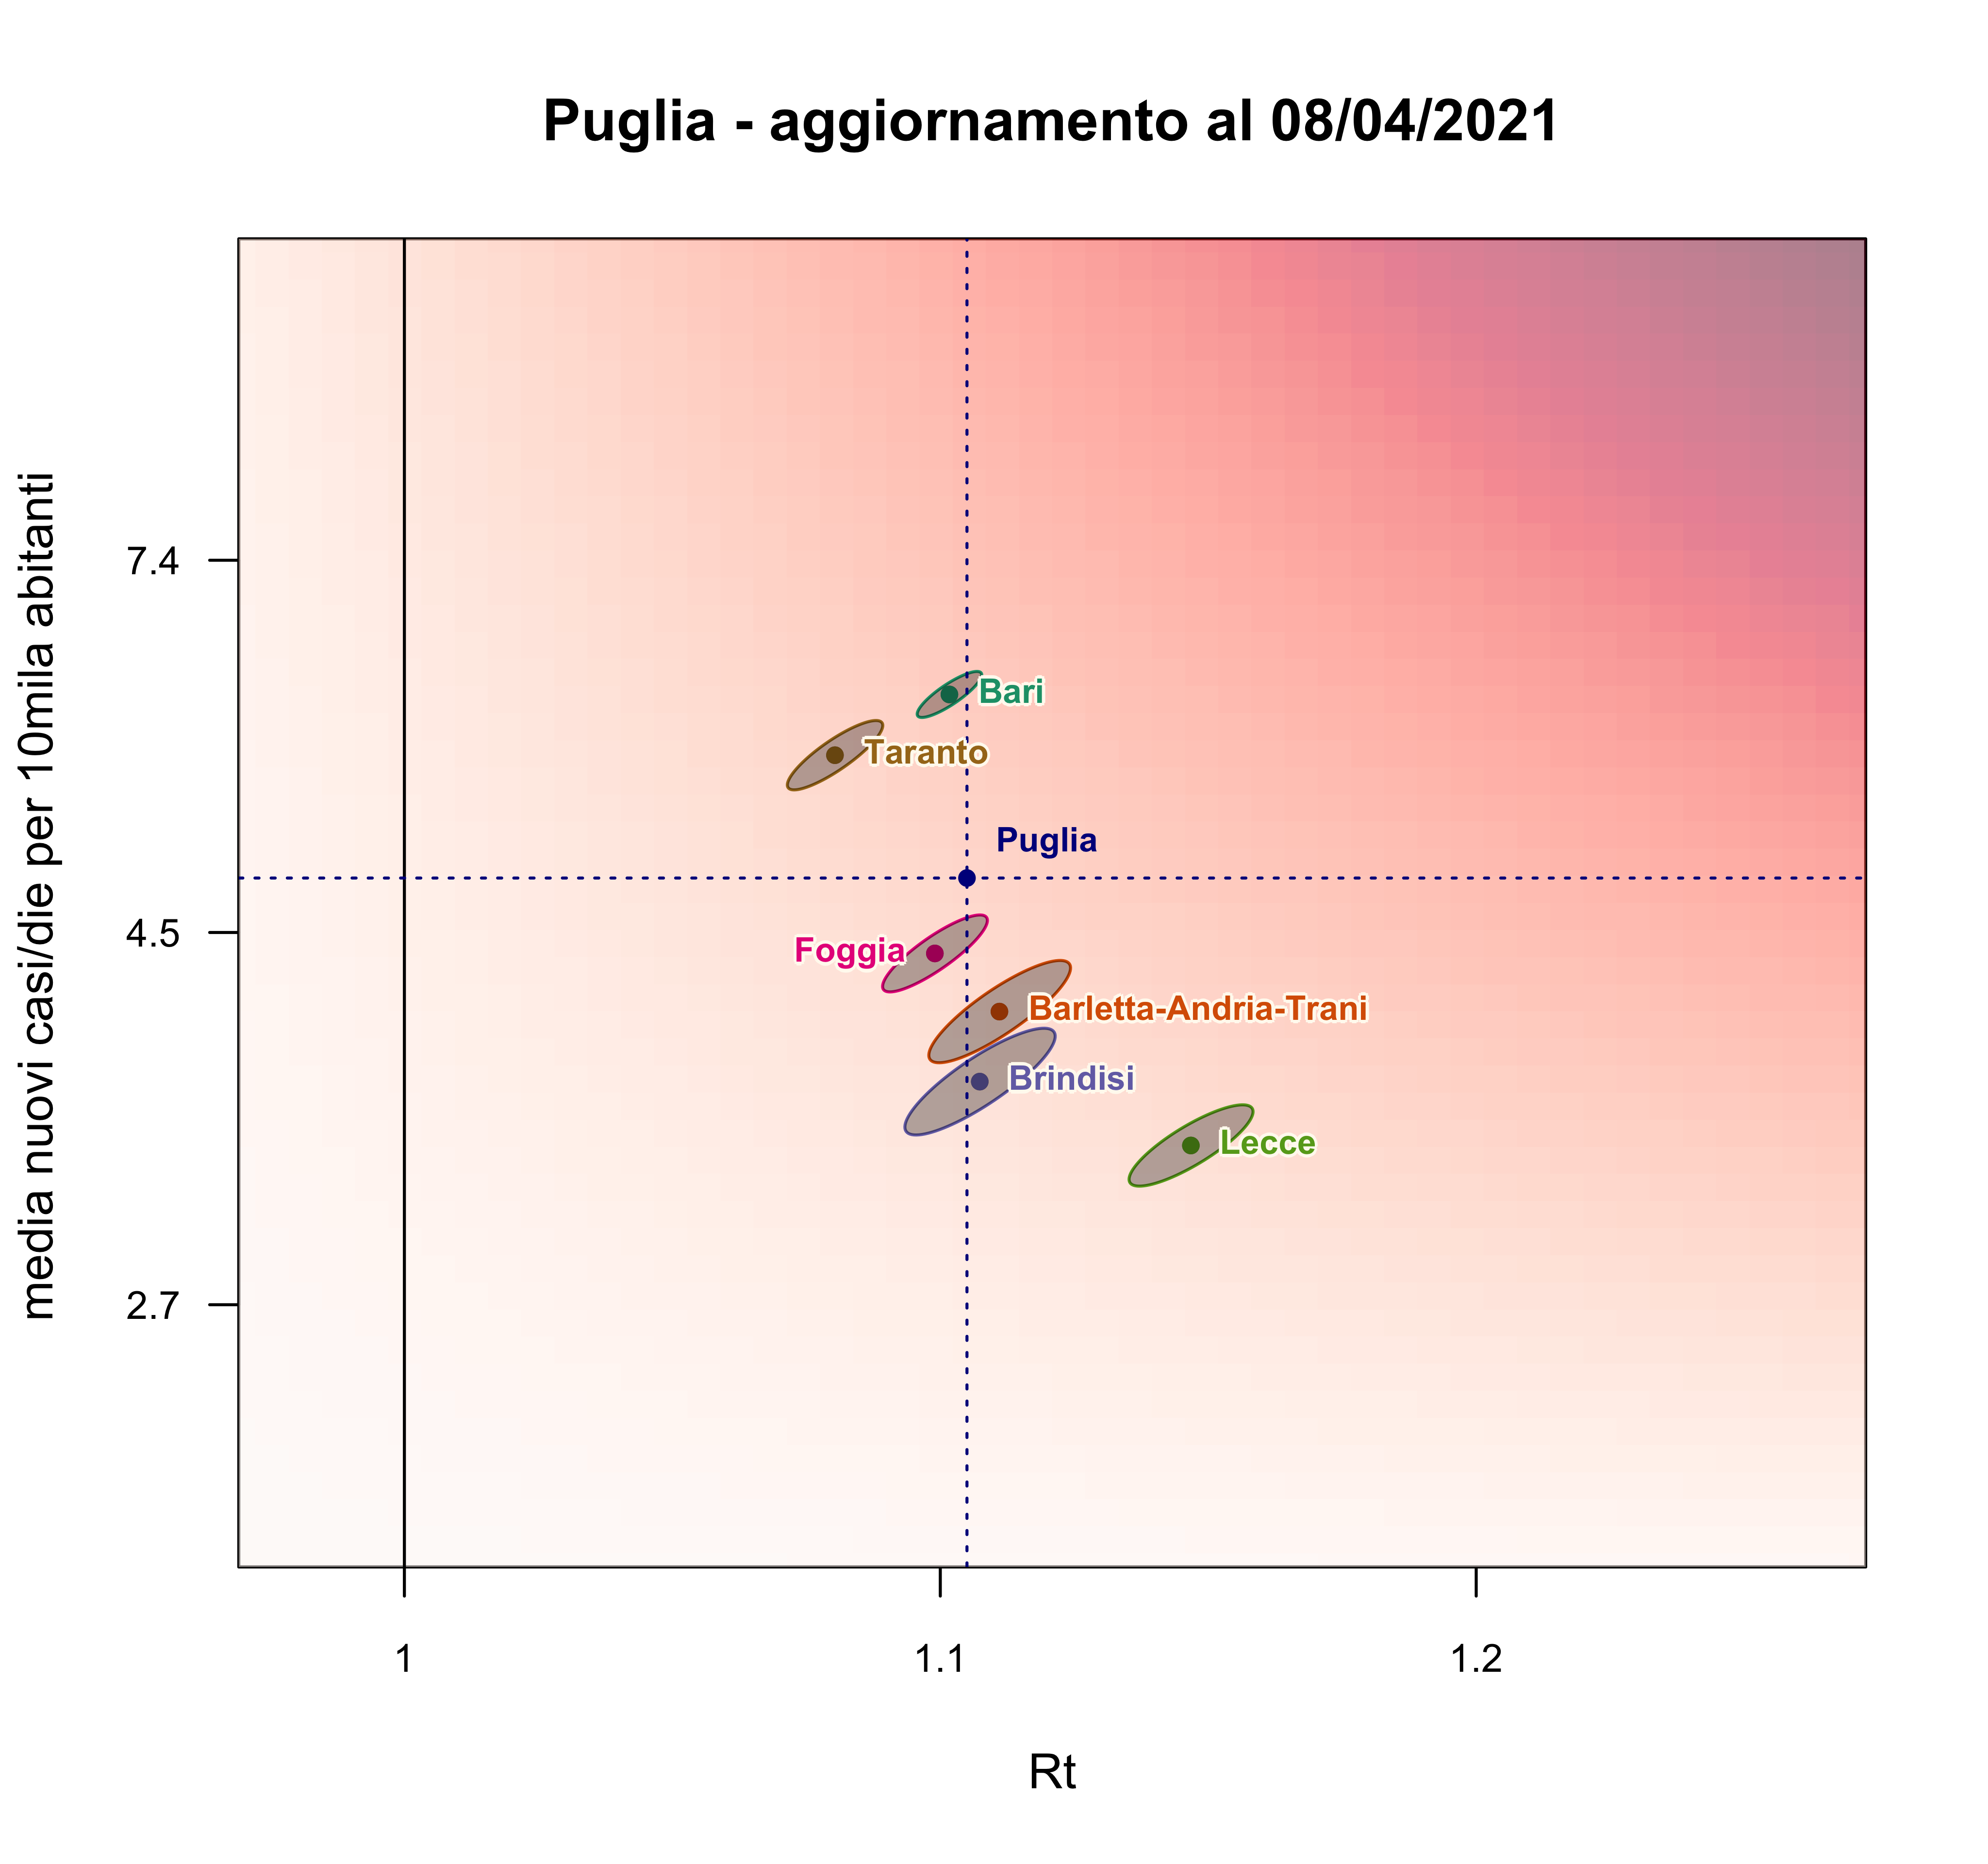 Puglia - aggiornamento al 08/04/2021
media nuovi casi/die per 10mila abitanti
7.4
4.5
2.7
Bari
Taranto
Puglia
Foggia
Barletta-Andria-Trani
Brindisi
Lecce
1
1.1
1.2
Rt